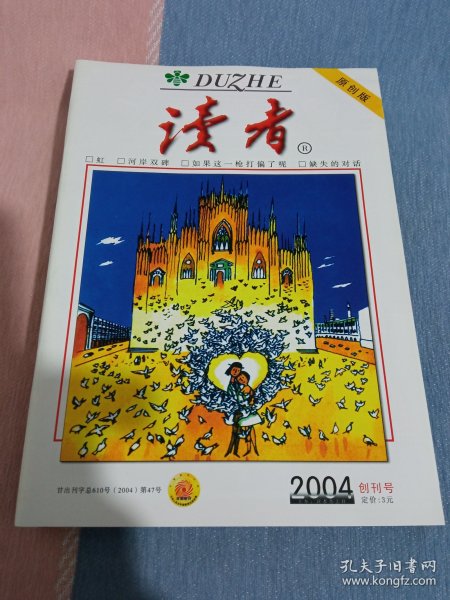 DUZHE
原创版
读者
R
□虹 □河岸双碑 □如果这一枪打偏了呢 □缺失的对话
甘出刊字总610号(2004)第47号
2004 创刊号
定价:3元
孔夫子旧书网
www.kongfz.com